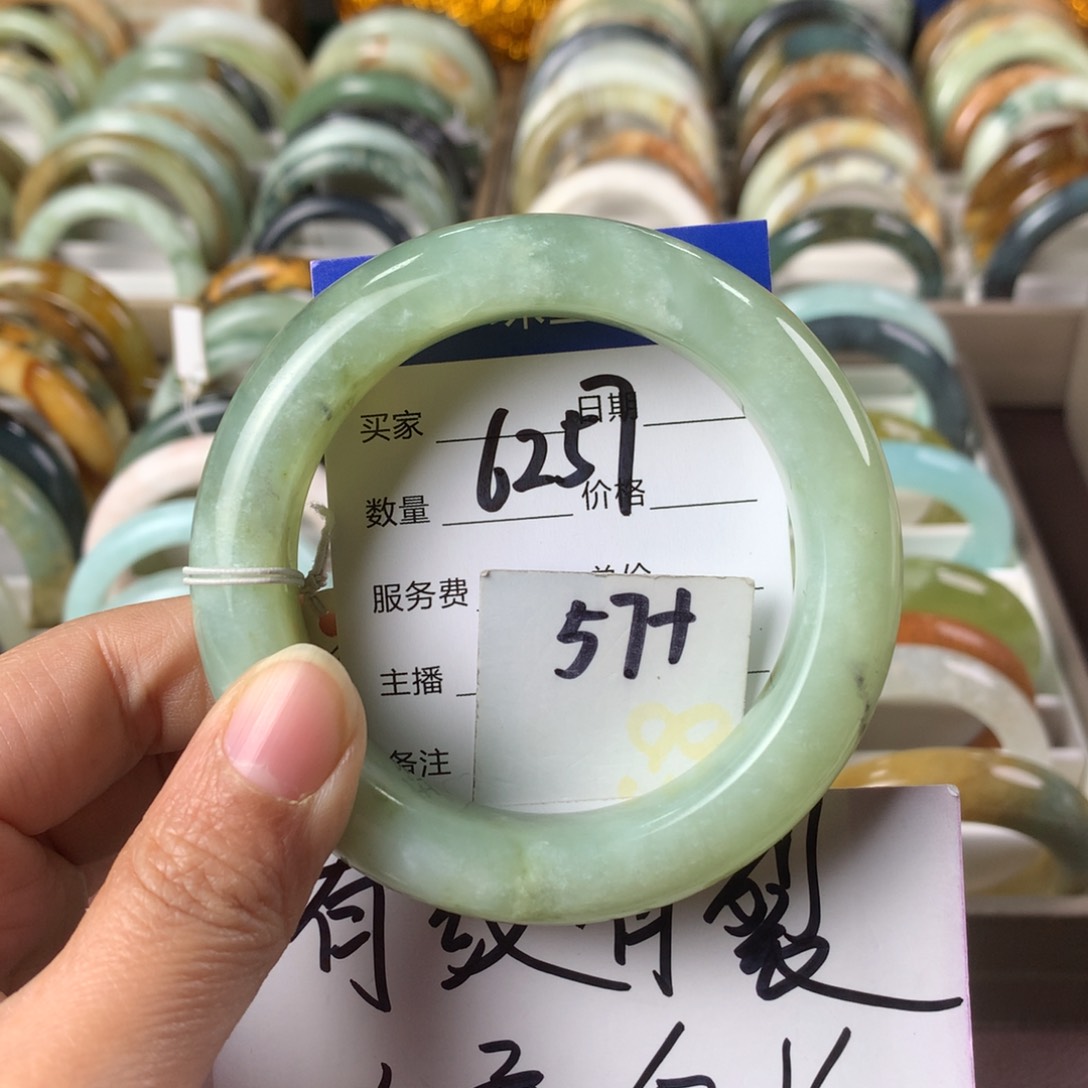 买家 日期
6257
数量 价格
服务费 单价
57+
主播
备注
有纹有裂